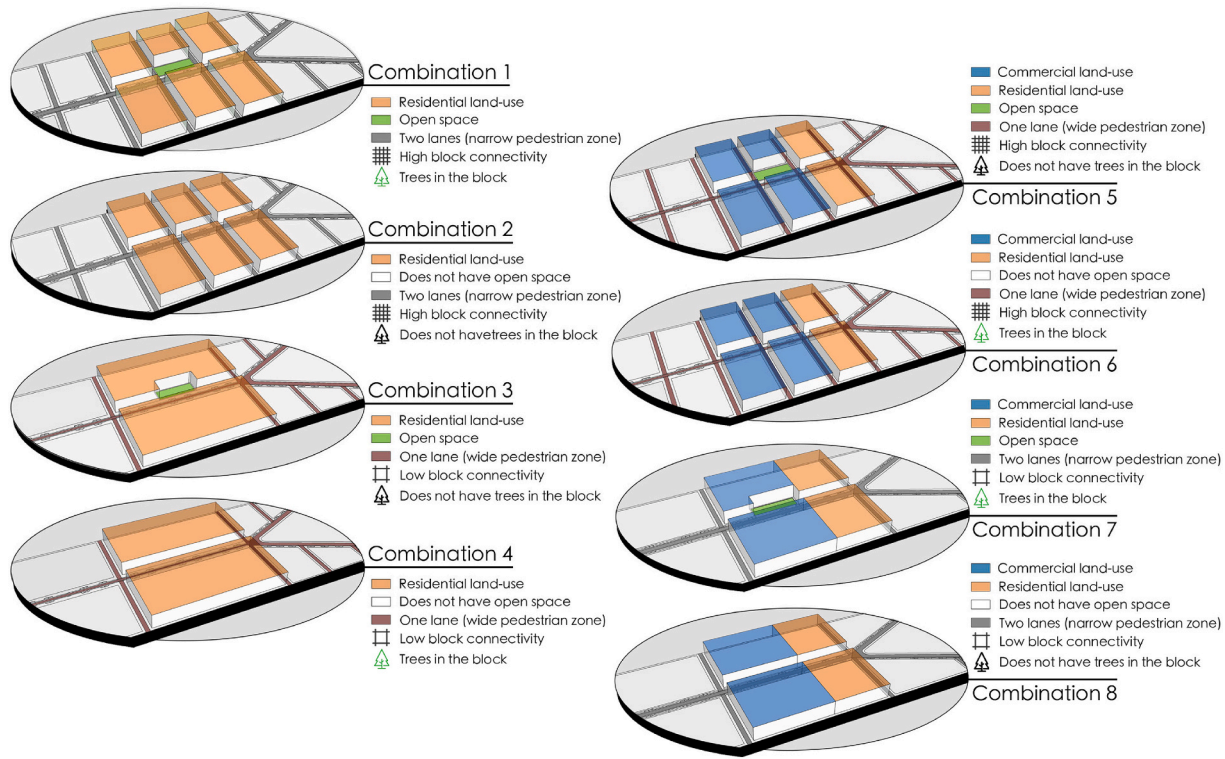 Combination 1
Residential land-use
Open space
Two lanes (narrow pedestrian zone)
High block connectivity
Trees in the block
Combination 2
Residential land-use
Does not have open space
Two lanes (narrow pedestrian zone)
High block connectivity
Does not havetrees in the block
Combination 3
Residential land-use
Open space
One lane (wide pedestrian zone)
Low block connectivity
Does not have trees in the block
Combination 4
Residential land-use
Does not have open space
One lane (wide pedestrian zone)
Low block connectivity
Trees in the block
Commercial land-use
Residential land-use
Open space
One lane (wide pedestrian zone)
High block connectivity
Does not have trees in the block
Combination 5
Commercial land-use
Residential land-use
Does not have open space
One lane (wide pedestrian zone)
High block connectivity
Trees in the block
Combination 6
Commercial land-use
Residential land-use
Open space
Two lanes (narrow pedestrian zone)
Low block connectivity
Trees in the block
Combination 7
Commercial land-use
Residential land-use
Does not have open space
Two lanes (narrow pedestrian zone)
Low block connectivity
Does not have trees in the block
Combination 8